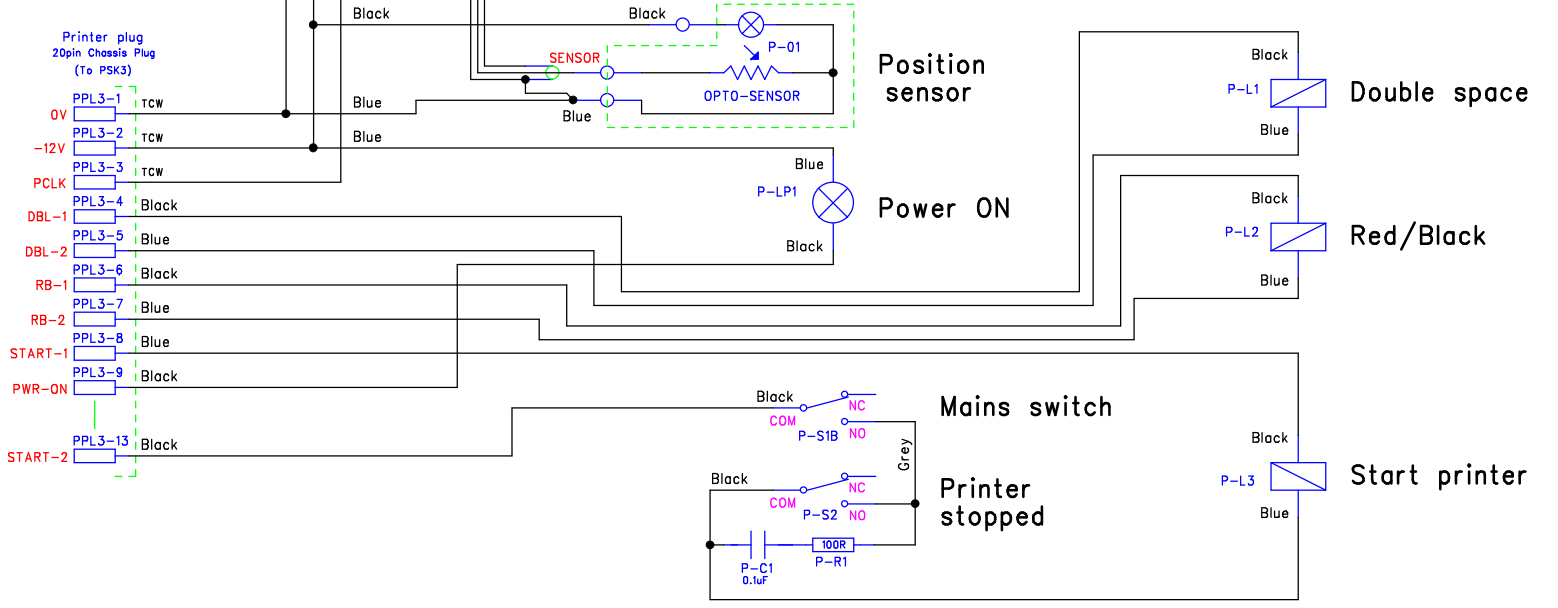 Black
Printer plug
20pin Chassis Plug
(To PSK3)
SENSOR
P-01
OPTO-SENSOR
Position
sensor
Black
P-L1
Blue
Double space
PPL3-1
0V
TCW
Blue
Blue
PPL3-2
-12V
TCW
Blue
PPL3-3
PCLK
TCW
Blue
P-LP1
Black
Power ON
PPL3-4
DBL-1
Black
PPL3-5
DBL-2
Blue
Black
P-L2
Blue
Red/Black
PPL3-6
RB-1
Black
PPL3-7
RB-2
Blue
PPL3-8
START-1
Blue
PPL3-9
PWR-ON
Black
Black
COM
NC
P-S1B
NO
Mains switch
PPL3-13
START-2
Black
Grey
Black
COM
NC
P-S2
NO
Printer
stopped
Black
P-L3
Blue
Start printer
100R
P-C1
0.1uF
P-R1